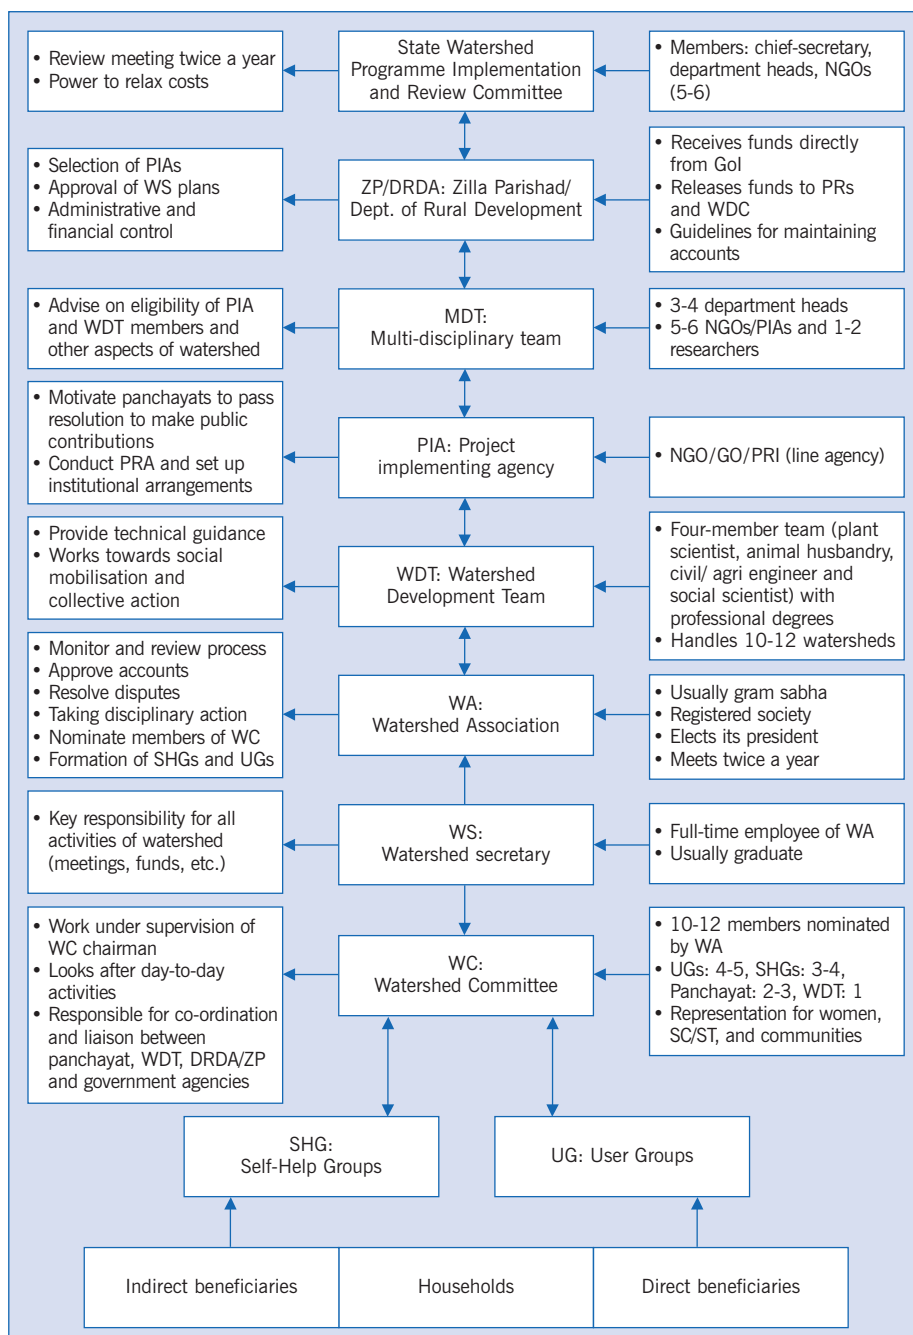 • Review meeting twice a year
• Power to relax costs
State Watershed
Programme Implementation
and Review Committee
• Members: chief-secretary,
department heads, NGOs
(5-6)
• Selection of PIAs
• Approval of WS plans
• Administrative and
financial control
ZP/DRDA: Zilla Parishad/
Dept. of Rural Development
• Receives funds directly
from GoI
• Releases funds to PRs
and WDC
• Guidelines for maintaining
accounts
• Advise on eligibility of PIA
and WDT members and
other aspects of watershed
MDT:
Multi-disciplinary team
• 3-4 department heads
• 5-6 NGOs/PIAs and 1-2
researchers
• Motivate panchayats to pass
resolution to make public
contributions
• Conduct PRA and set up
institutional arrangements
PIA: Project
implementing agency
• NGO/GO/PRI (line agency)
• Provide technical guidance
• Works towards social
mobilisation and
collective action
WDT: Watershed
Development Team
• Four-member team (plant
scientist, animal husbandry,
civil/ agri engineer and
social scientist) with
professional degrees
• Handles 10-12 watersheds
• Monitor and review process
• Approve accounts
• Resolve disputes
• Taking disciplinary action
• Nominate members of WC
• Formation of SHGs and UGs
WA:
Watershed Association
• Usually gram sabha
• Registered society
• Elects its president
• Meets twice a year
• Key responsibility for all
activities of watershed
(meetings, funds, etc.)
WS:
Watershed secretary
• Full-time employee of WA
• Usually graduate
• Work under supervision of
WC chairman
• Looks after day-to-day
activities
• Responsible for co-ordination
and liaison between
panchayat, WDT, DRDA/ZP
and government agencies
WC:
Watershed Committee
• 10-12 members nominated
by WA
• UGs: 4-5, SHGs: 3-4,
Panchayat: 2-3, WDT: 1
• Representation for women,
SC/ST, and communities
SHG:
Self-Help Groups
UG: User Groups
Indirect beneficiaries
Households
Direct beneficiaries